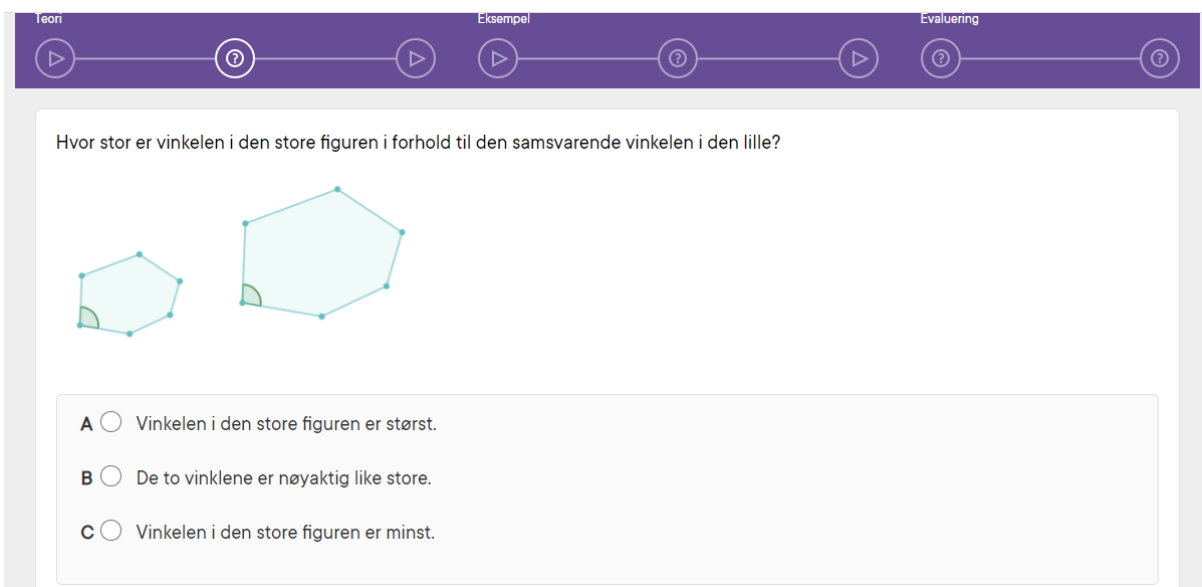 Teori Eksempel Evaluering
Hvor stor er vinkelen i den store figuren i forhold til den samsvarende vinkelen i den lille?
A Vinkelen i den store figuren er størst.
B De to vinklene er nøyaktig like store.
C Vinkelen i den store figuren er minst.